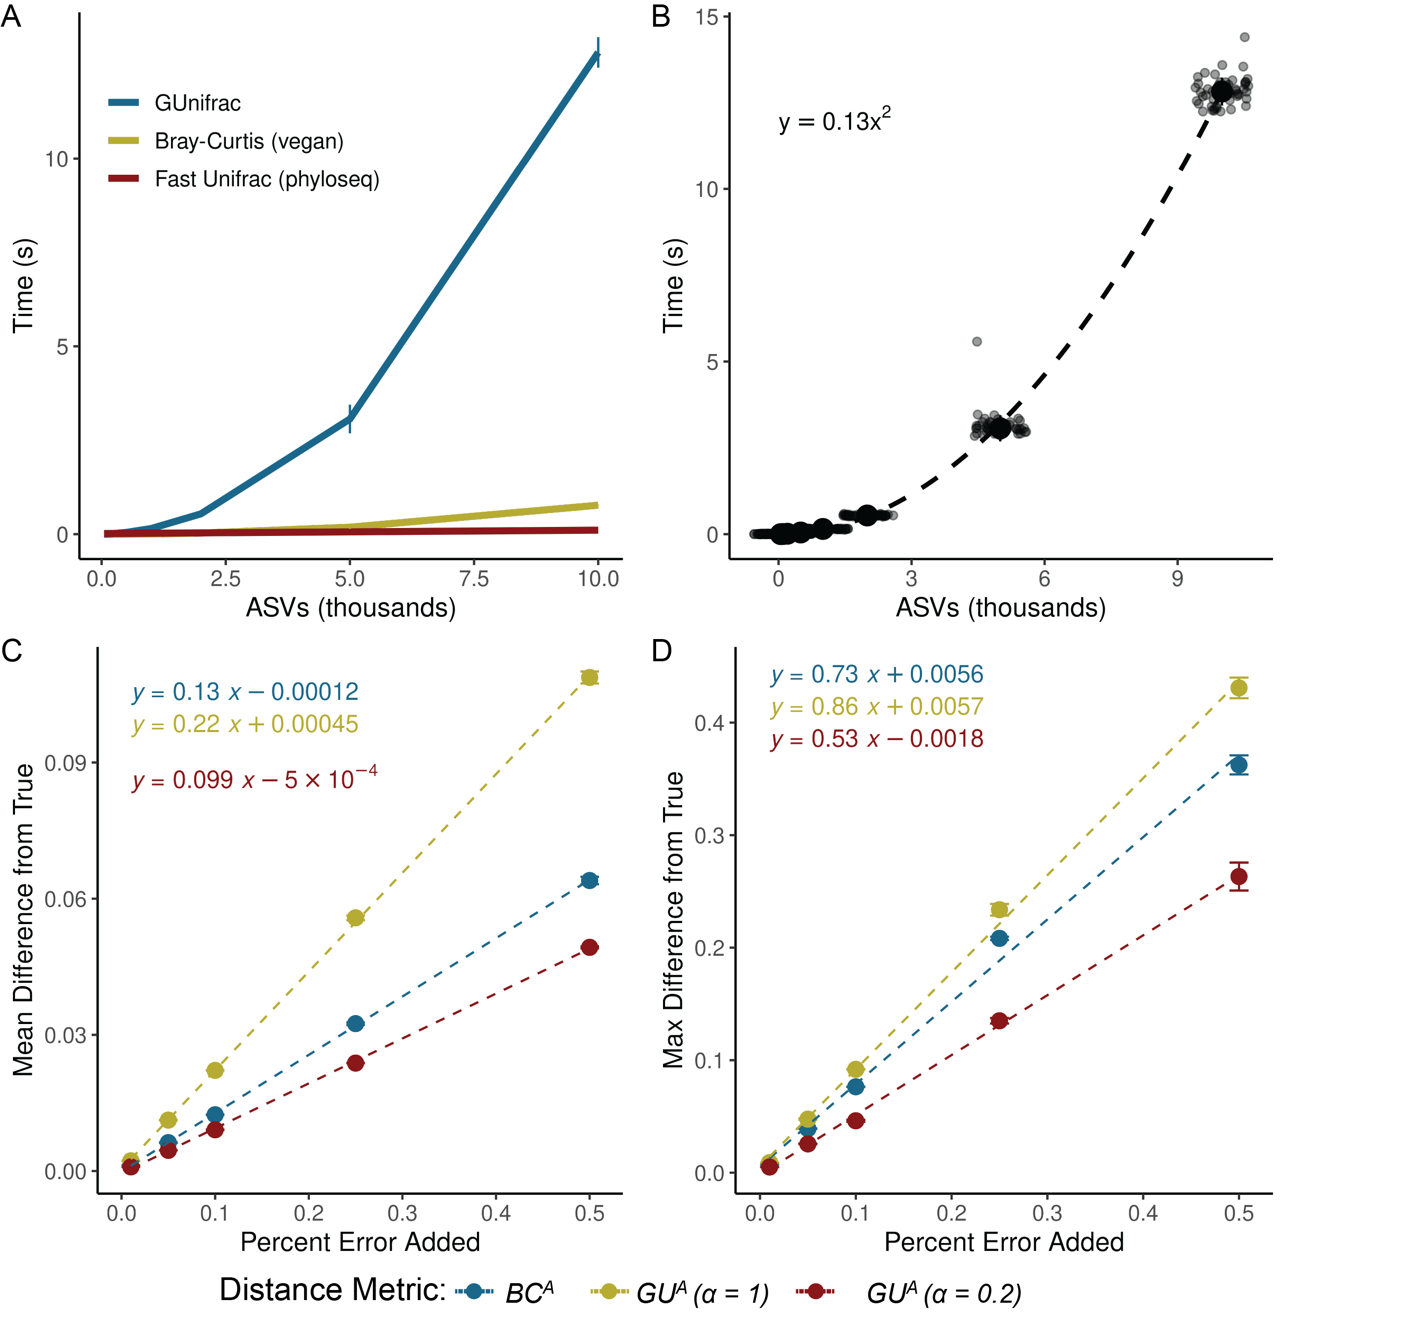 A
GUnifrac
Bray-Curtis (vegan)
Fast Unifrac (phyloseq)
Time (s)
10
5
0
0.0 2.5 5.0 7.5 10.0
ASVs (thousands)
B
y = 0.13x²
Time (s)
15
10
5
0
0 3 6 9
ASVs (thousands)
C
y = 0.13 x − 0.00012
y = 0.22 x + 0.00045
y = 0.099 x − 5 × 10⁻⁴
Mean Difference from True
0.09
0.06
0.03
0.00
0.0 0.1 0.2 0.3 0.4 0.5
Percent Error Added
D
y = 0.73 x + 0.0056
y = 0.86 x + 0.0057
y = 0.53 x − 0.0018
Max Difference from True
0.4
0.3
0.2
0.1
0.0
0.0 0.1 0.2 0.3 0.4 0.5
Percent Error Added
Distance Metric: BCᴬ GUᴬ (α = 1) GUᴬ (α = 0.2)